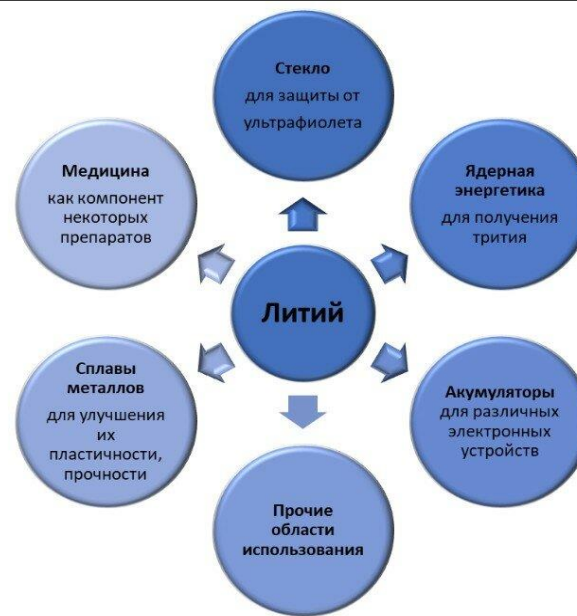 Стекло
для защиты от
ультрафиолета
Медицина
как компонент
некоторых
препаратов
Ядерная
энергетика
для получения
трития
Литий
Сплавы
металлов
для улучшения
их
пластичности,
прочности
Акумуляторы
для различных
электронных
устройств
Прочие
области
использования